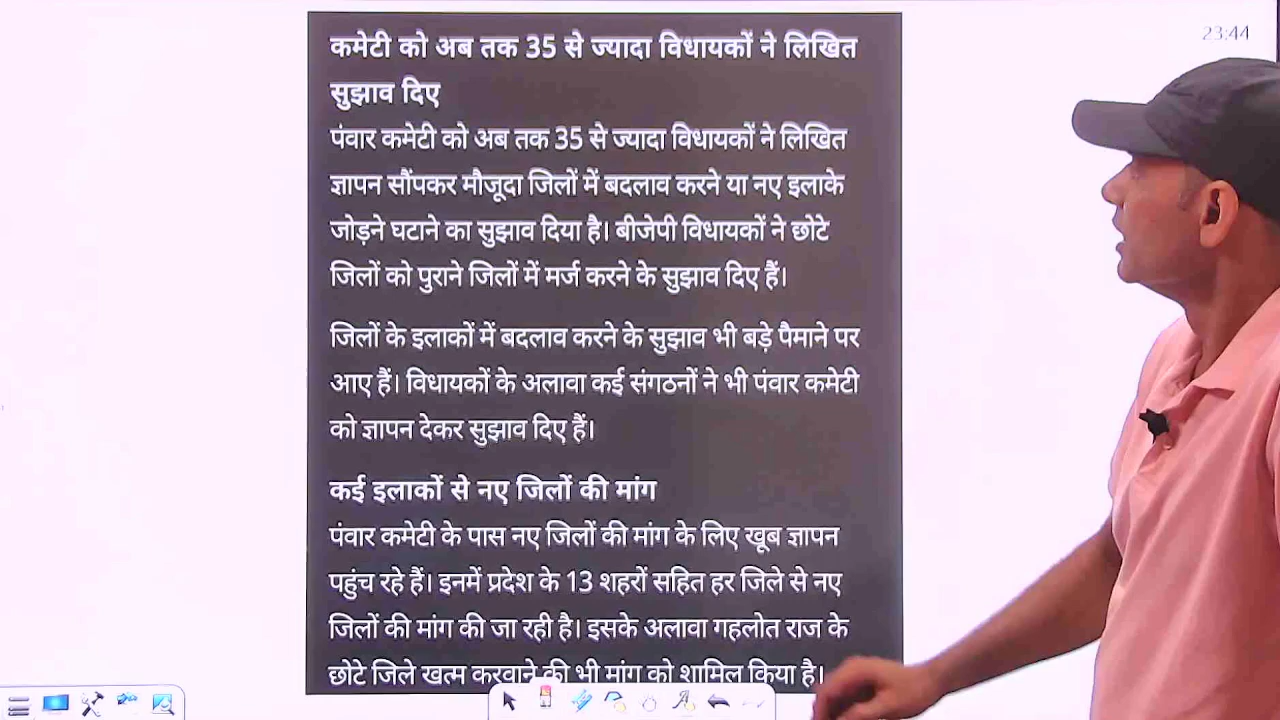 23:44
कमेटी को अब तक 35 से ज्यादा विधायकों ने लिखित
सुझाव दिए
पंवार कमेटी को अब तक 35 से ज्यादा विधायकों ने लिखित
ज्ञापन सौंपकर मौजूदा जिलों में बदलाव करने या नए इलाके
जोड़ने घटाने का सुझाव दिया है। बीजेपी विधायकों ने छोटे
जिलों को पुराने जिलों में मर्ज करने के सुझाव दिए हैं।
जिलों के इलाकों में बदलाव करने के सुझाव भी बड़े पैमाने पर
आए हैं। विधायकों के अलावा कई संगठनों ने भी पंवार कमेटी
को ज्ञापन देकर सुझाव दिए हैं।
कई इलाकों से नए जिलों की मांग
पंवार कमेटी के पास नए जिलों की मांग के लिए खूब ज्ञापन
पहुंच रहे हैं। इनमें प्रदेश के 13 शहरों सहित हर जिले से नए
जिलों की मांग की जा रही है। इसके अलावा गहलोत राज के
छोटे जिले खत्म करवाने की भी मांग को शामिल किया है।